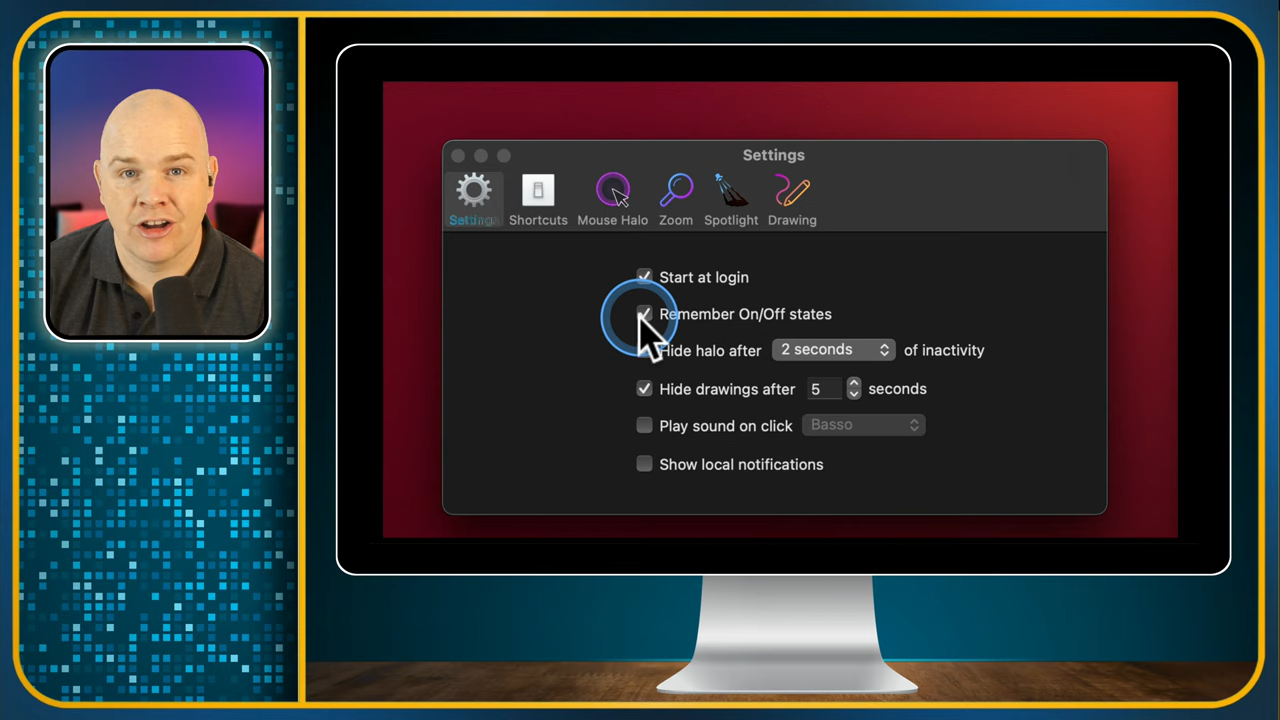 Settings
Settings Shortcuts Mouse Halo Zoom Spotlight Drawing
Start at login
Remember On/Off states
Hide halo after 2 seconds of inactivity
Hide drawings after 5 seconds
Play sound on click Basso
Show local notifications